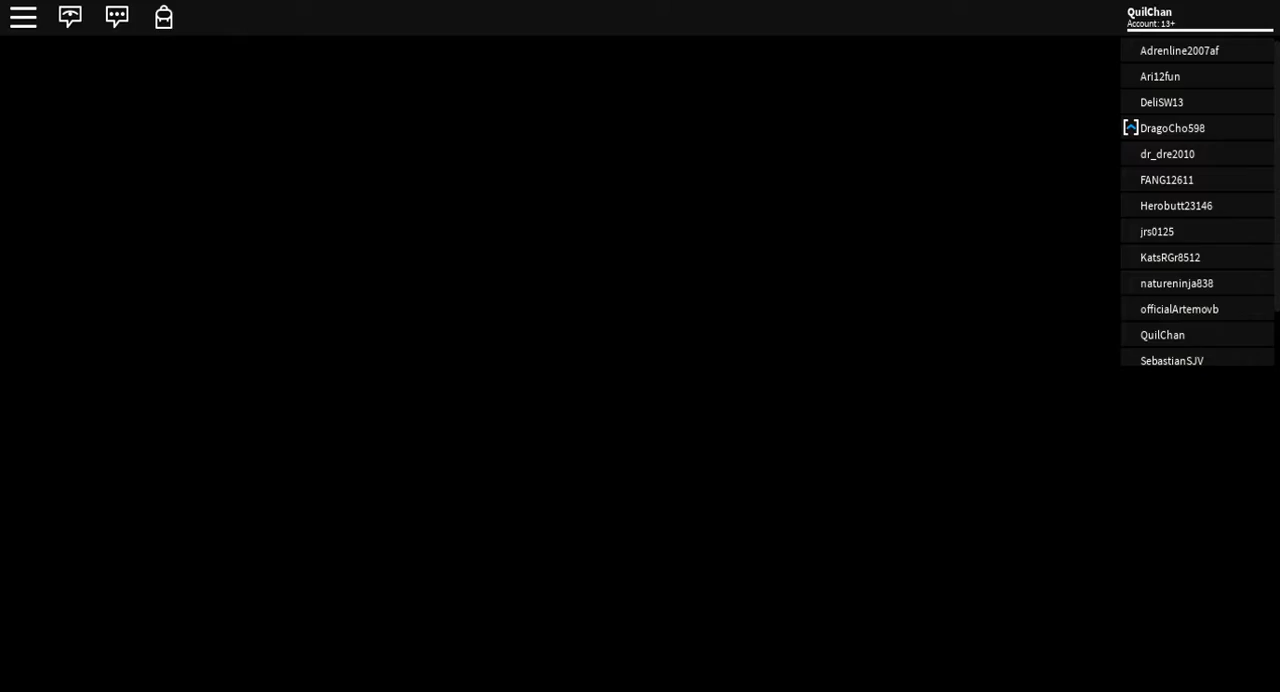 QuilChan
Account: 13+
Adrenline2007af
Ari12fun
DeliSW13
DragoCho598
dr_dre2010
FANG12611
Herobutt23146
jrs0125
KatsRGr8512
natureninja838
officialArtemovb
QuilChan
SebastianSJV